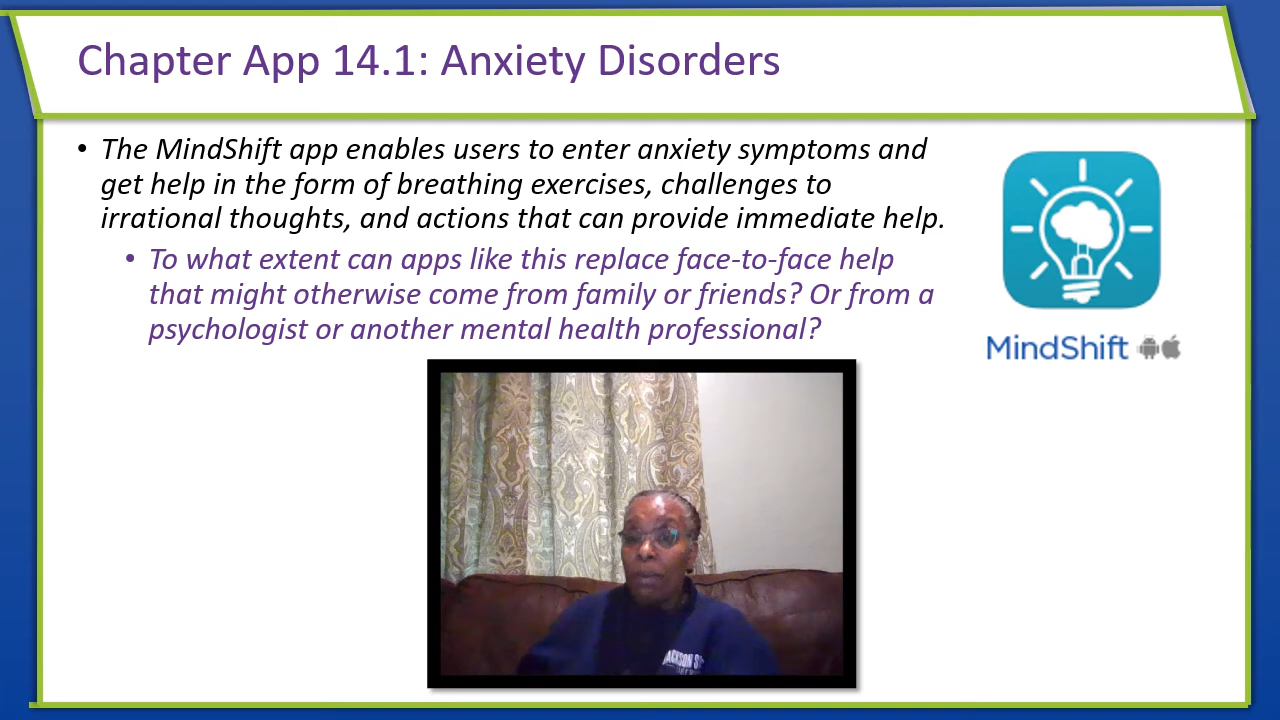 Chapter App 14.1: Anxiety Disorders
• The MindShift app enables users to enter anxiety symptoms and
get help in the form of breathing exercises, challenges to
irrational thoughts, and actions that can provide immediate help.
• To what extent can apps like this replace face-to-face help
that might otherwise come from family or friends? Or from a
psychologist or another mental health professional?
MindShift